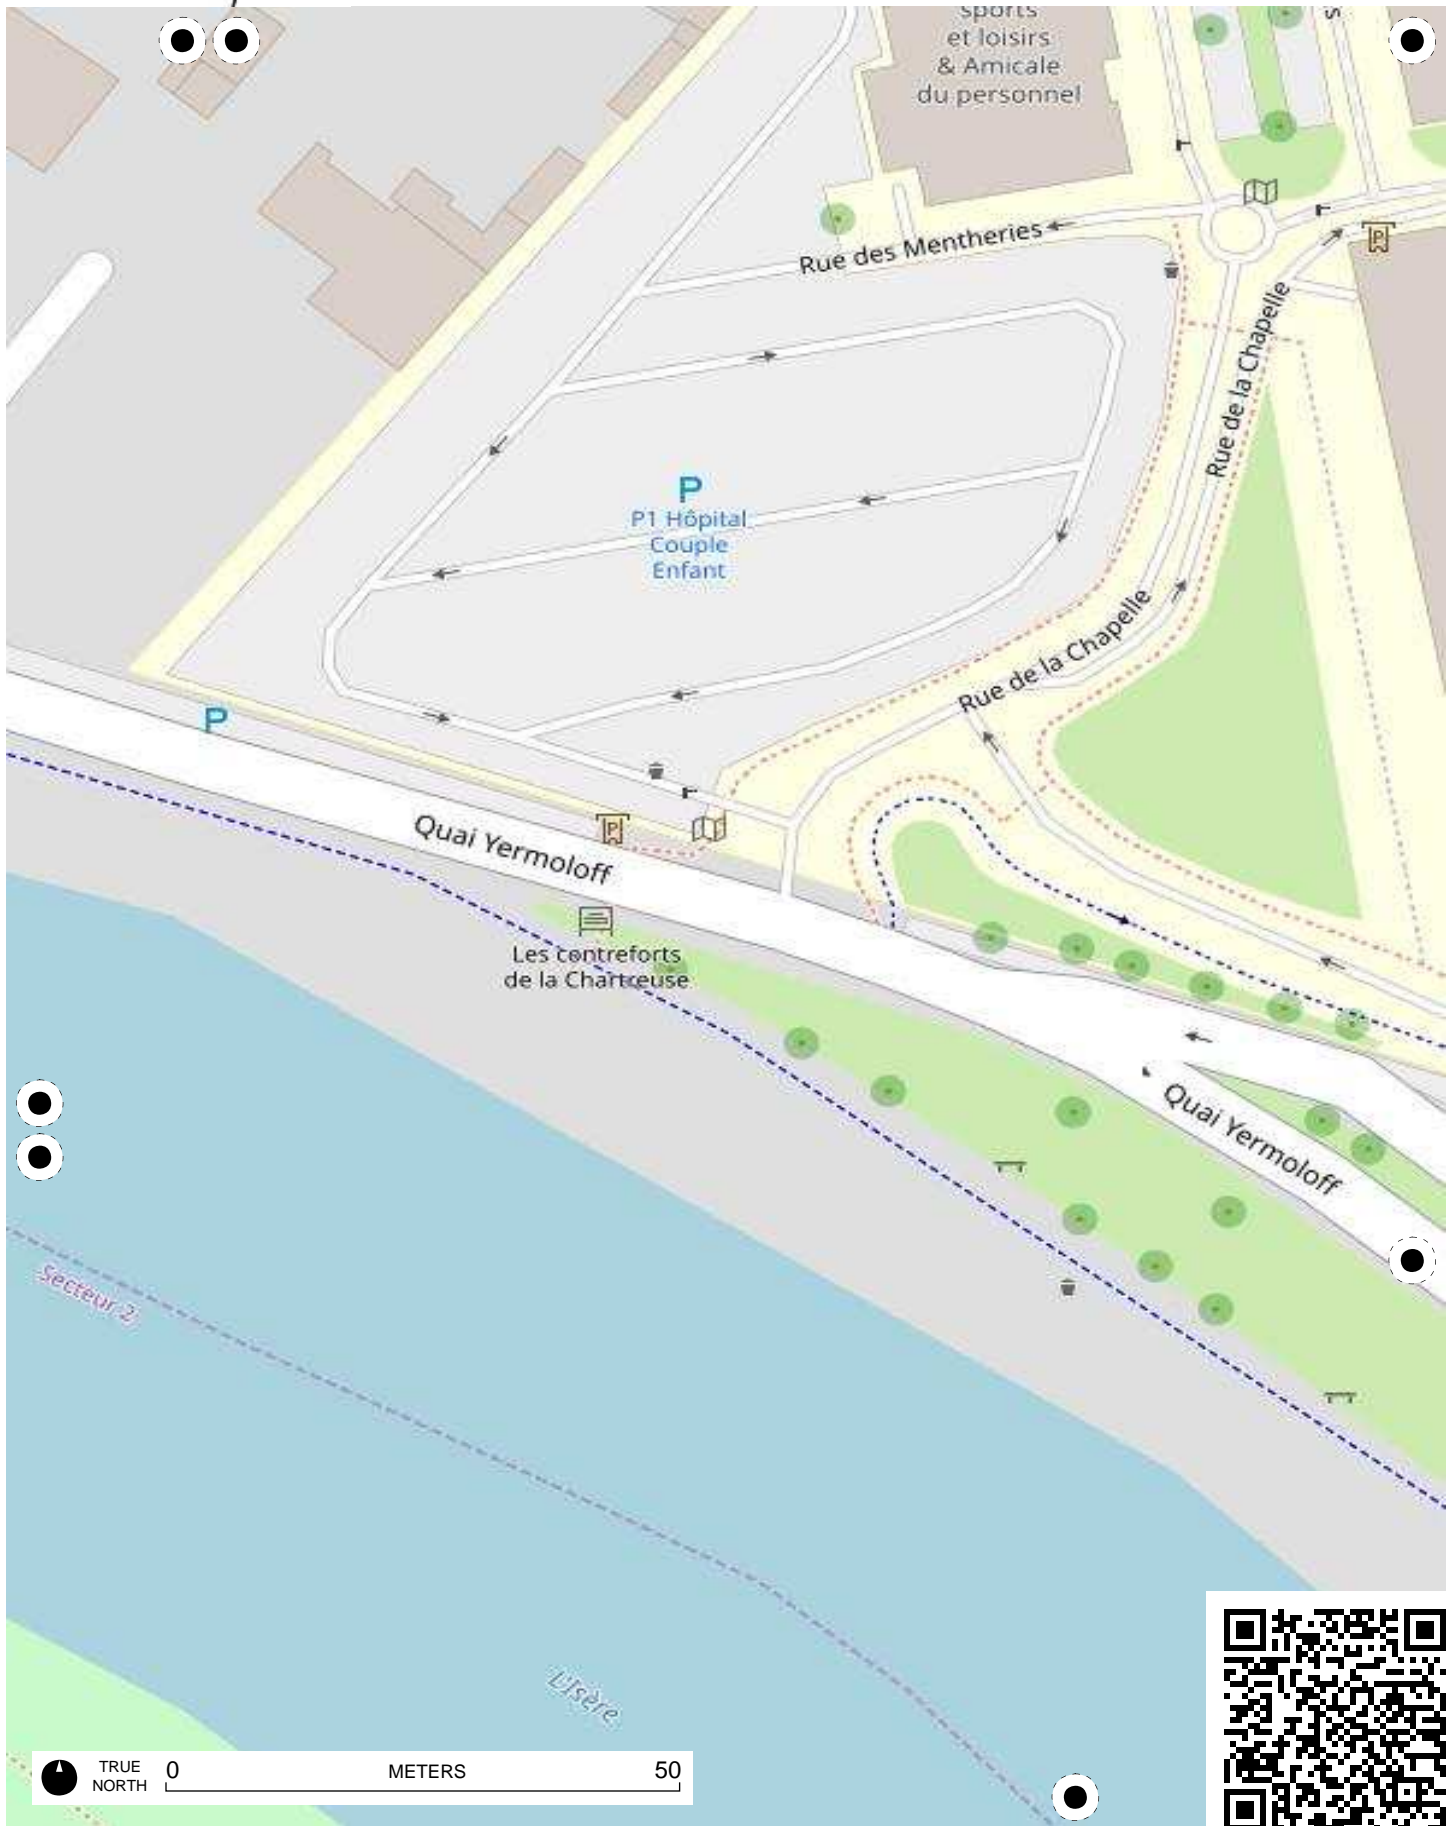 sports
et loisirs
& Amicale
du personnel
Rue des Mentheries
P
Rue de la Chapelle
P
P1 Hôpital
Couple
Enfant
Rue de la Chapelle
P
P
Quai Yermoloff
Les contreforts
de la Chartreuse
Quai Yermoloff
Secteur 2
L'Isère
TRUE
NORTH
0
METERS
50